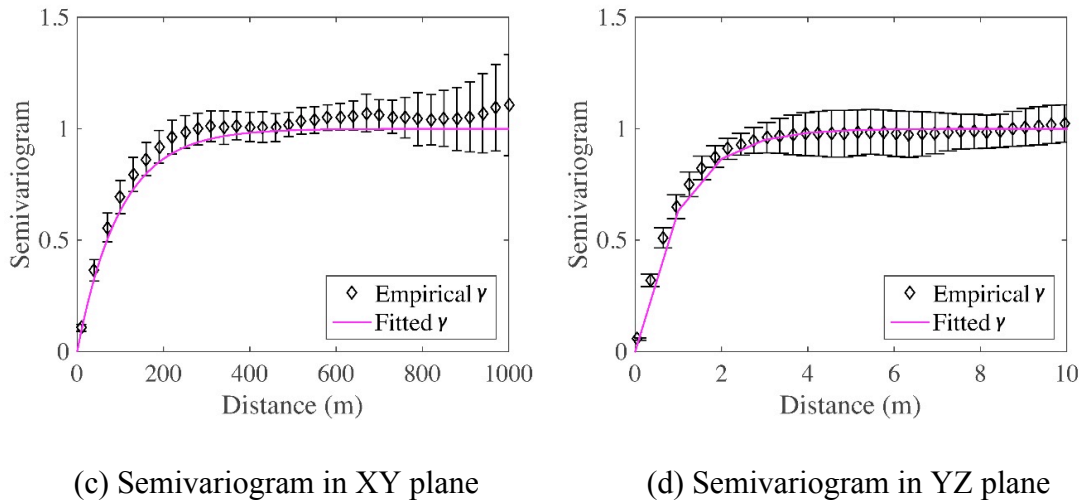 1.5
1
0.5
0
Semivariogram
0 200 400 600 800 1000
Distance (m)
Empirical γ
Fitted γ
(c) Semivariogram in XY plane
1.5
1
0.5
0
Semivariogram
0 2 4 6 8 10
Distance (m)
Empirical γ
Fitted γ
(d) Semivariogram in YZ plane